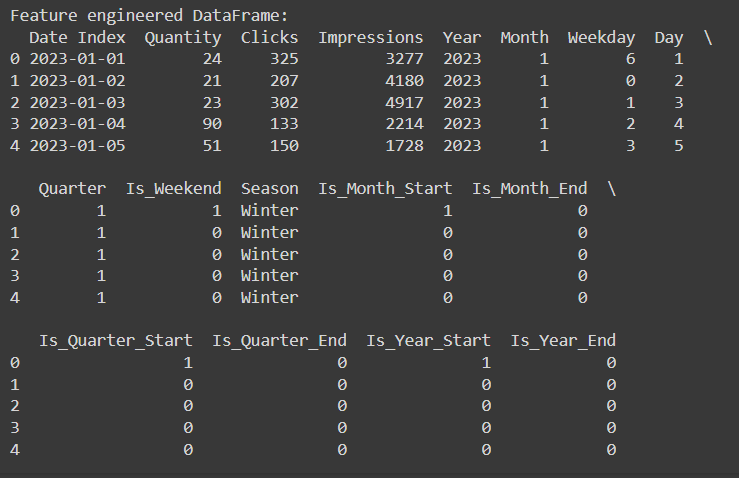 Feature engineered DataFrame:
  Date Index  Quantity  Clicks  Impressions  Year  Month  Weekday  Day  \
0 2023-01-01        24     325         3277  2023      1        6    1
1 2023-01-02        21     207         4180  2023      1        0    2
2 2023-01-03        23     302         4917  2023      1        1    3
3 2023-01-04        90     133         2214  2023      1        2    4
4 2023-01-05        51     150         1728  2023      1        3    5

   Quarter  Is_Weekend  Season  Is_Month_Start  Is_Month_End  \
0        1           1  Winter               1             0
1        1           0  Winter               0             0
2        1           0  Winter               0             0
3        1           0  Winter               0             0
4        1           0  Winter               0             0

   Is_Quarter_Start  Is_Quarter_End  Is_Year_Start  Is_Year_End
0                 1               0              1            0
1                 0               0              0            0
2                 0               0              0            0
3                 0               0              0            0
4                 0               0              0            0